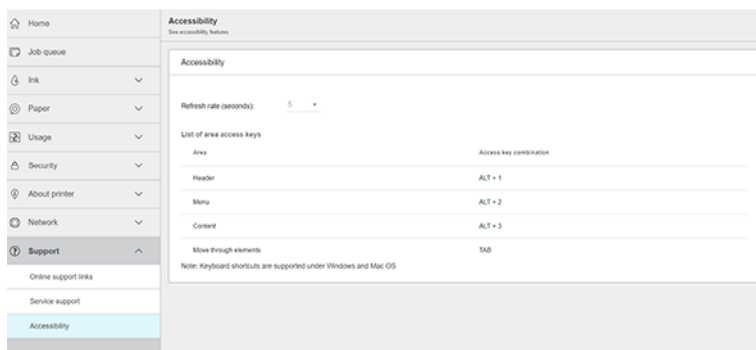 Home
Job queue
Ink
Paper
Usage
Security
About printer
Network
Support
Online support links
Service support
Accessibility
Accessibility
See accessibility features
Accessibility
Refresh rate (seconds): 5
List of area access keys
Area Access key combination
Header ALT + 1
Menu ALT + 2
Content ALT + 3
Move through elements TAB
Note: Keyboard shortcuts are supported under Windows and Mac OS